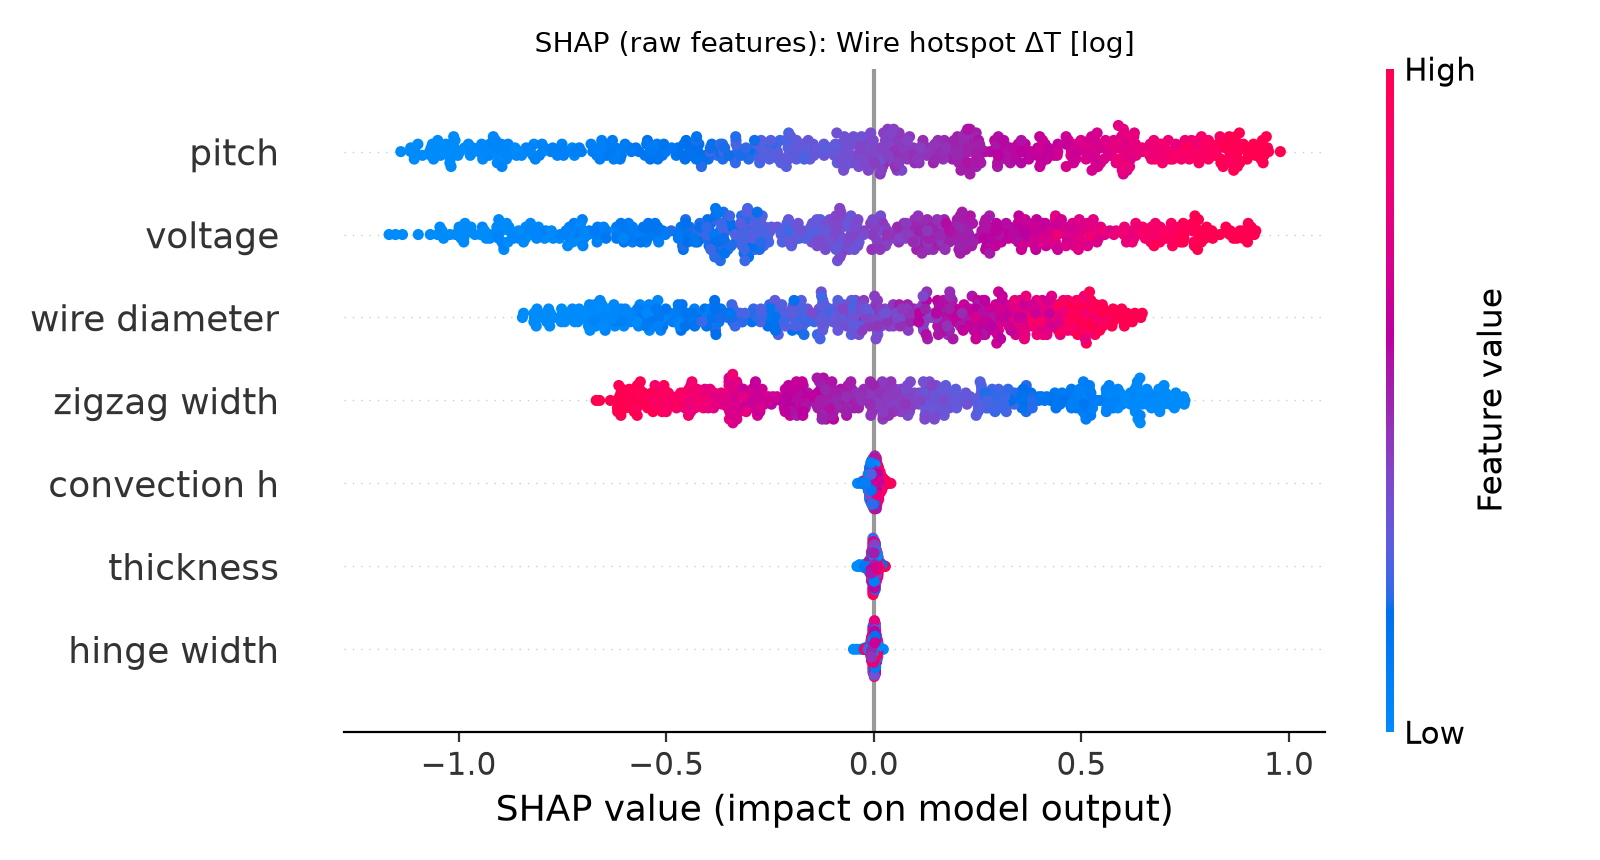 SHAP (raw features): Wire hotspot ΔT [log]
High
pitch
voltage
wire diameter
zigzag width
convection h
thickness
hinge width
Feature value
Low
−1.0 −0.5 0.0 0.5 1.0
SHAP value (impact on model output)